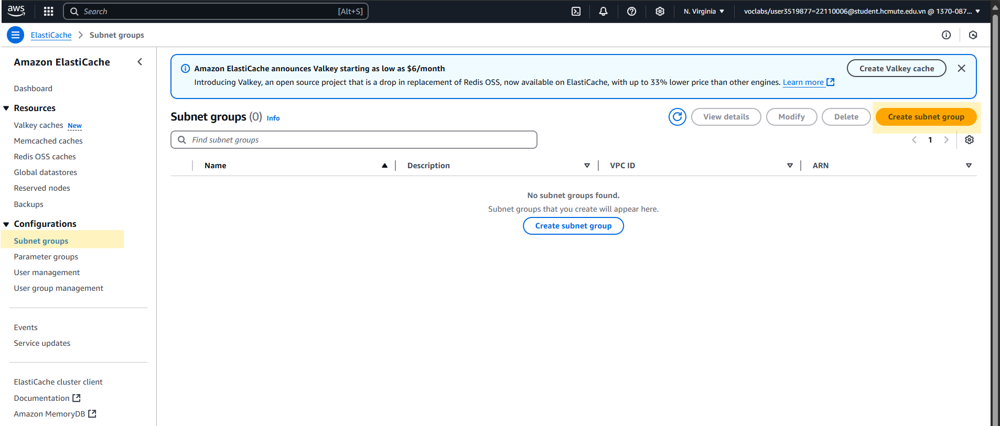 aws
Search [Alt+S]
N. Virginia
voclabs/user3519877=22110006@student.hcmute.edu.vn @ 1370-087...
ElastiCache
Subnet groups
Amazon ElastiCache
Dashboard
Resources
Valkey caches New
Memcached caches
Redis OSS caches
Global datastores
Reserved nodes
Backups
Configurations
Subnet groups
Parameter groups
User management
User group management
Events
Service updates
ElastiCache cluster client
Documentation
Amazon MemoryDB
Amazon ElastiCache announces Valkey starting as low as $6/month
Introducing Valkey, an open source project that is a drop in replacement of Redis OSS, now available on ElastiCache, with up to 33% lower price than other engines. Learn more
Create Valkey cache
Subnet groups (0) Info
View details
Modify
Delete
Create subnet group
Find subnet groups
1
Name
Description
VPC ID
ARN
No subnet groups found.
Subnet groups that you create will appear here.
Create subnet group